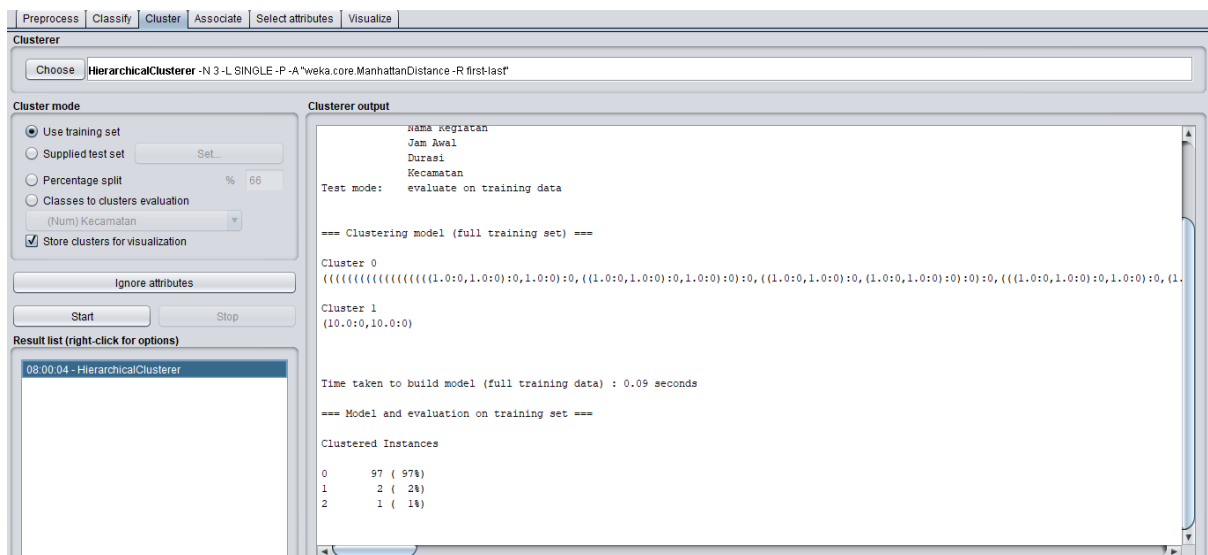 Preprocess Classify Cluster Associate Select attributes Visualize
Clusterer
Choose HierarchicalClusterer -N 3 -L SINGLE -P -A "weka.core.ManhattanDistance -R first-last"
Cluster mode
Use training set
Supplied test set Set...
Percentage split % 66
Classes to clusters evaluation
(Num) Kecamatan
Store clusters for visualization
Ignore attributes
Start Stop
Result list (right-click for options)
08:00:04 - HierarchicalClusterer
Clusterer output
Nama Kegiatan
Jam Awal
Durasi
Kecamatan
Test mode: evaluate on training data
=== Clustering model (full training set) ===
Cluster 0
((((((((((((((((((1.0:0,1.0:0):0,1.0:0):0,((1.0:0,1.0:0):0,1.0:0):0):0,((1.0:0,1.0:0):0,(1.0:0,1.0:0):0):0):0,(((1.0:0,1.0:0):0,1.0:0):0,(1.
Cluster 1
(10.0:0,10.0:0)
Time taken to build model (full training data) : 0.09 seconds
=== Model and evaluation on training set ===
Clustered Instances
0 97 ( 97%)
1 2 ( 2%)
2 1 ( 1%)